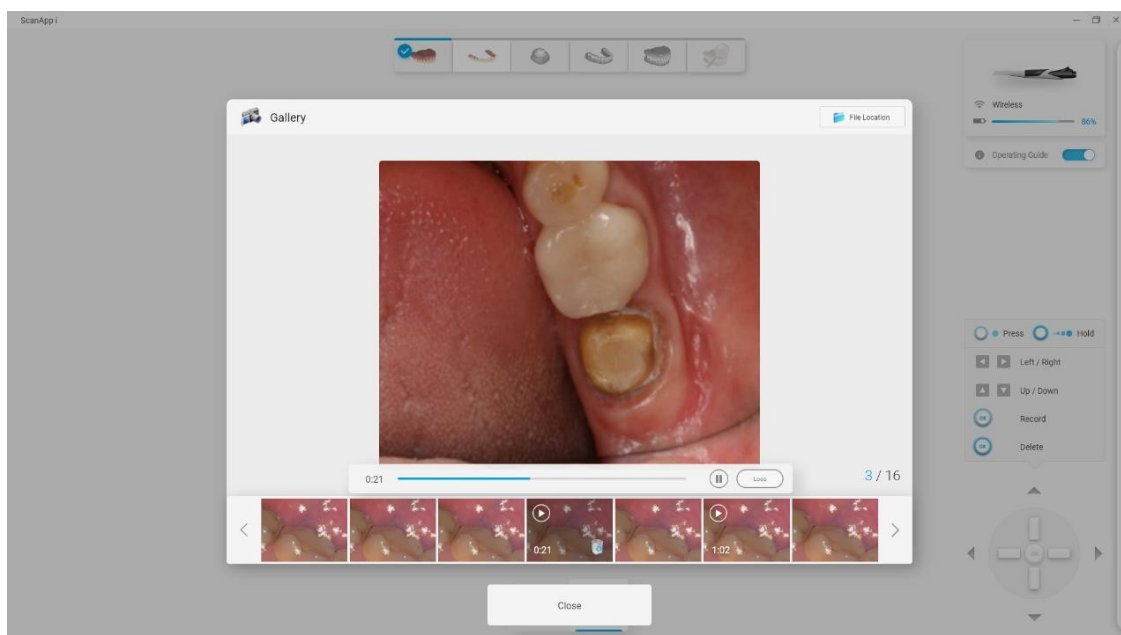 ScanApp i
Gallery
File Location
Wireless
86%
Operating Guide
Press
Hold
Left / Right
Up / Down
Record
Delete
0:21
Loop
3 / 16
0:21
1:02
Close